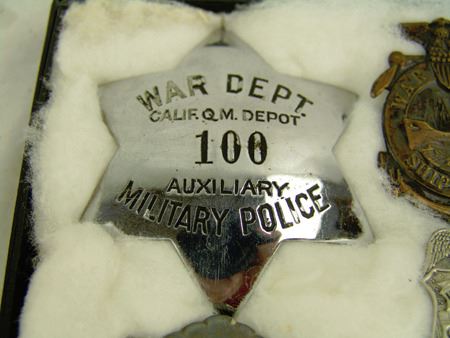 WAR DEPT.
CALIF. Q.M. DEPOT
100
AUXILIARY
MILITARY POLICE